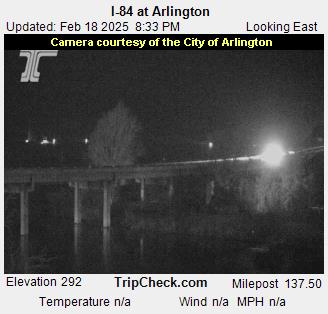 I-84 at Arlington
Updated: Feb 18 2025 8:33 PM Looking East
Camera courtesy of the City of Arlington
Elevation 292 TripCheck.com Milepost 137.50
Temperature n/a Wind n/a MPH n/a